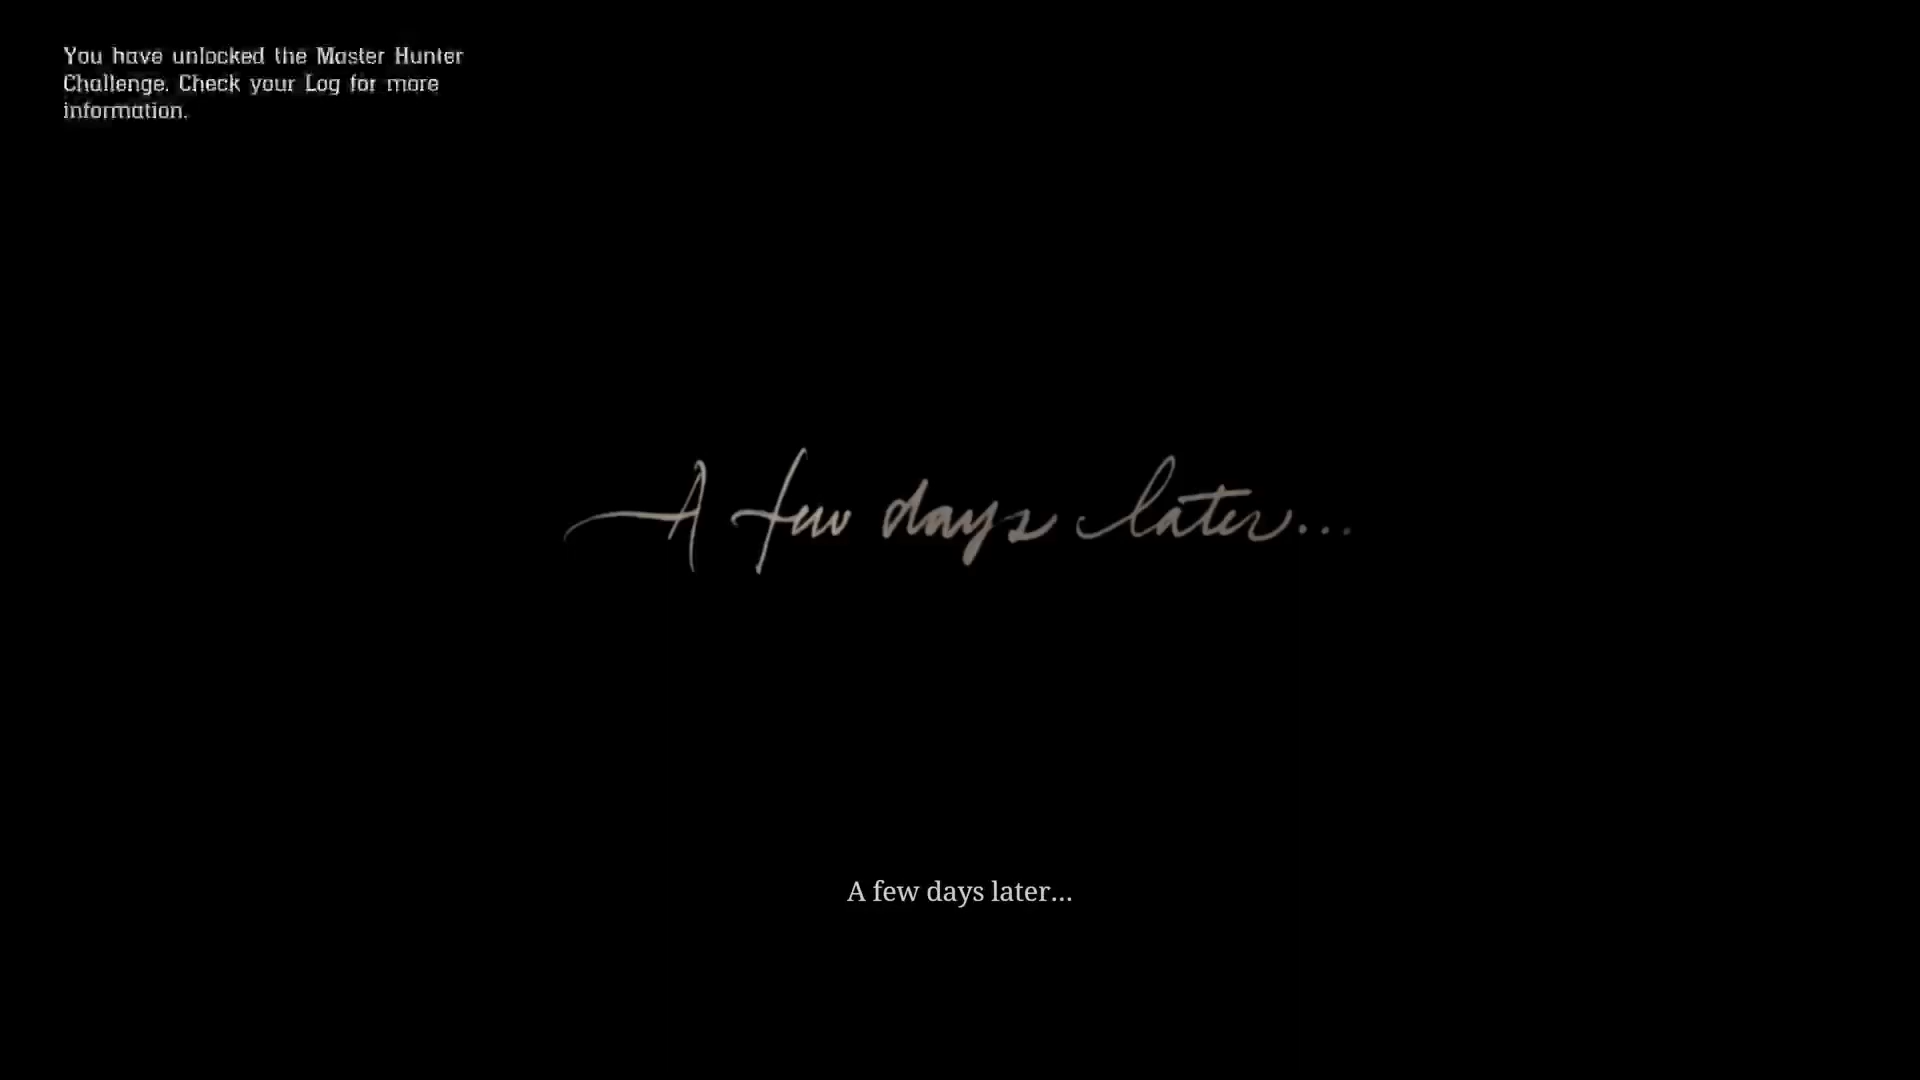 You have unlocked the Master Hunter
Challenge. Check your Log for more
information.
A few days later...
A few days later...